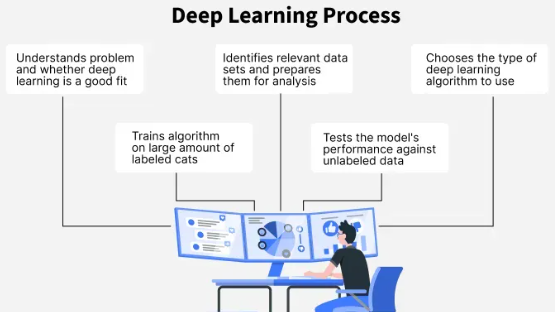 Deep Learning Process
Understands problem
and whether deep
learning is a good fit
Identifies relevant data
sets and prepares
them for analysis
Chooses the type of
deep learning
algorithm to use
Trains algorithm
on large amount of
labeled cats
Tests the model's
performance against
unlabeled data